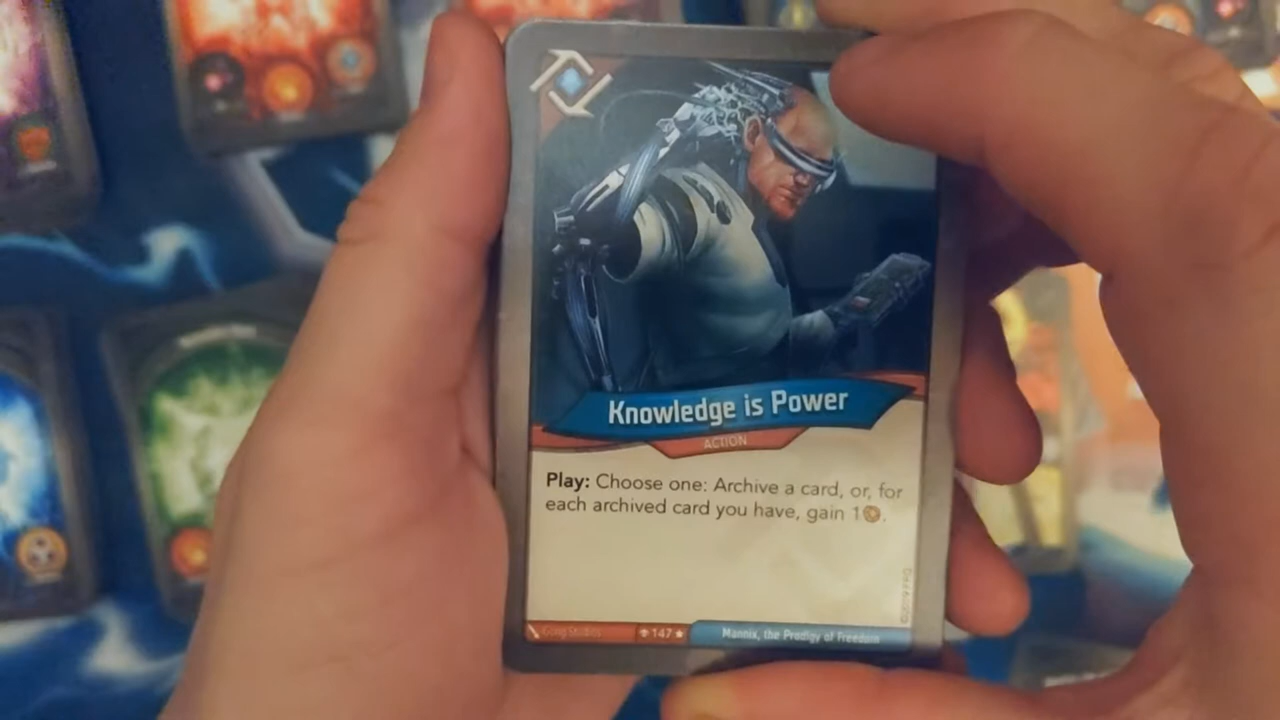 Knowledge is Power
ACTION
Play: Choose one: Archive a card, or, for
each archived card you have, gain 1
147
Mannix, the Prodigy of Freedom